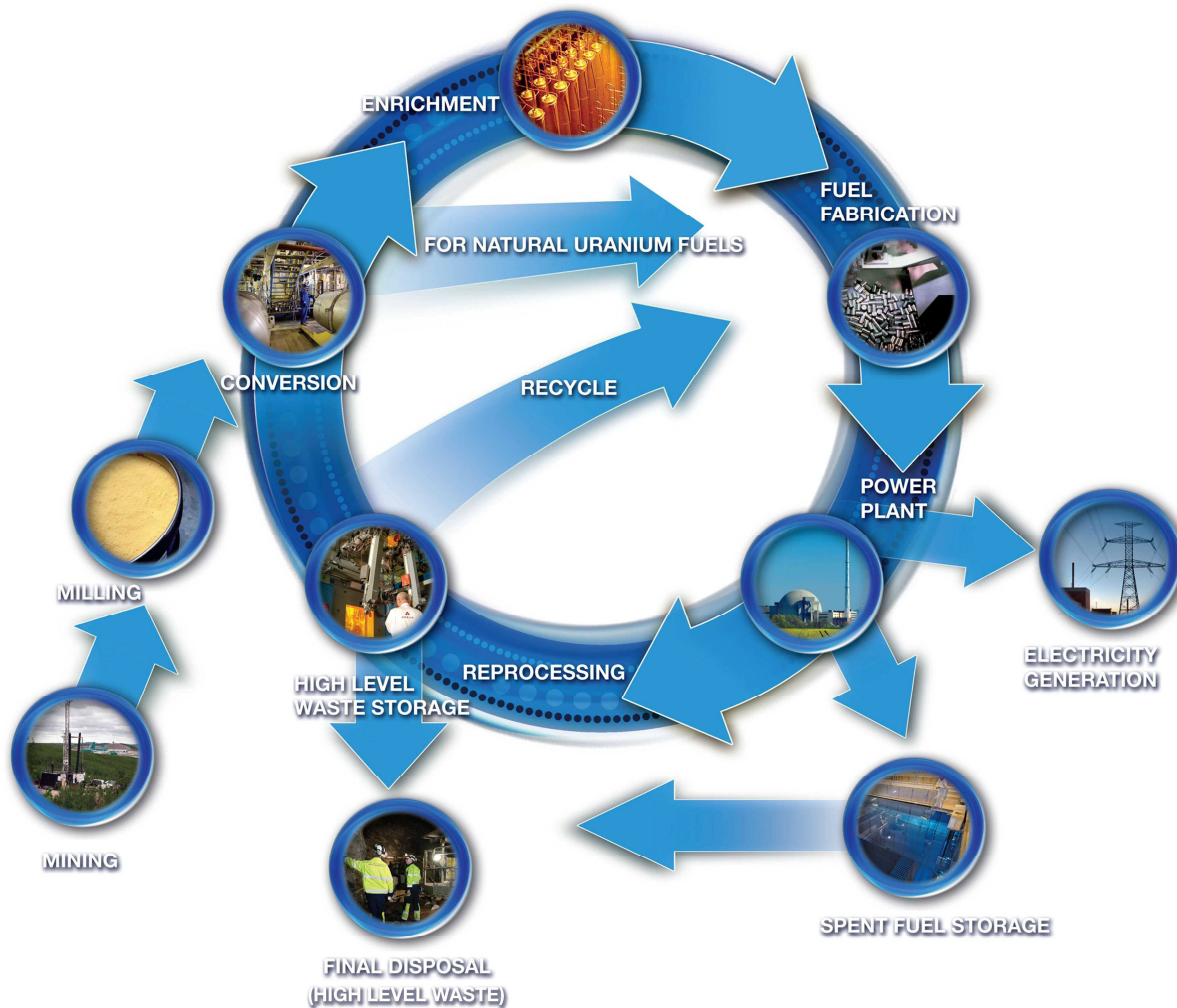 ENRICHMENT
FUEL
FABRICATION
FOR NATURAL URANIUM FUELS
CONVERSION
RECYCLE
POWER
PLANT
MILLING
ELECTRICITY
GENERATION
REPROCESSING
HIGH LEVEL
WASTE STORAGE
MINING
SPENT FUEL STORAGE
FINAL DISPOSAL
(HIGH LEVEL WASTE)